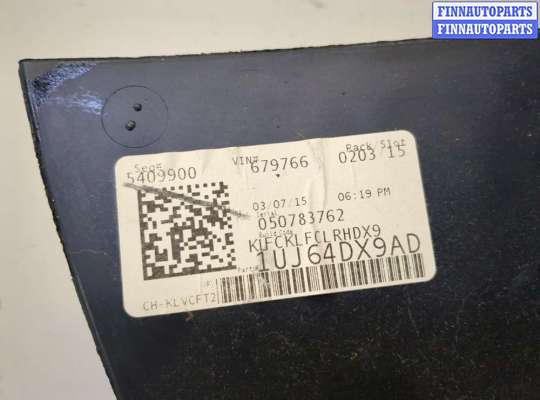 FINNAUTOPARTS
FINNAUTOPARTS
Seq# VIN# Rack/Slot
5409900 679766 0203 15
03/07/15 06:19 PM
Serial
050783762
Build Code
KIFCKLFCLRHDX9
Part#
1UJ64DX9AD
CH-KLVCFT2